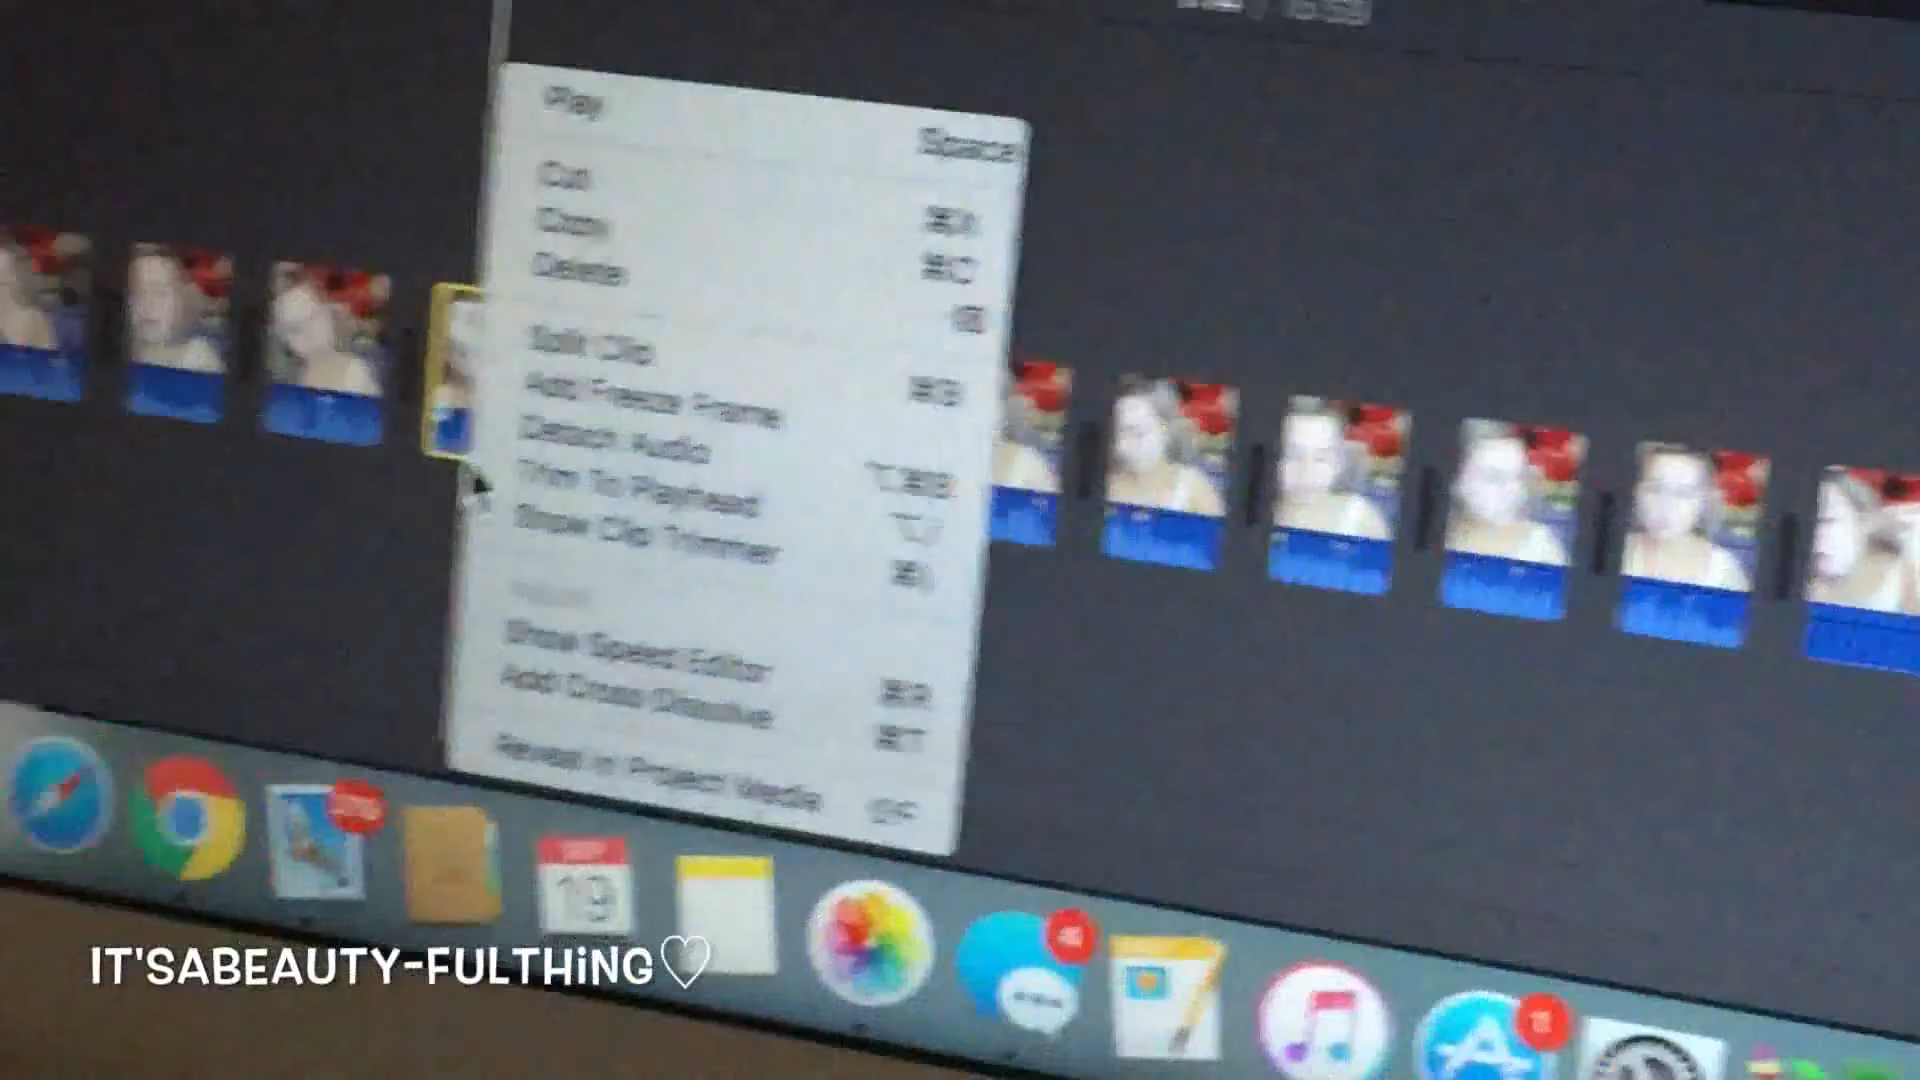 Play Space
Cut ⌘X
Copy ⌘C
Delete
Split Clip ⌘B
Add Freeze Frame
Detach Audio ⌥⌘B
Trim To Playhead ⌥/
Show Clip Trimmer ⌘\
Show Speed Editor ⌘R
Add Cross Dissolve ⌘T
Reveal in Project Media ⇧F
19
IT'SABEAUTY-FULTHiNG♡